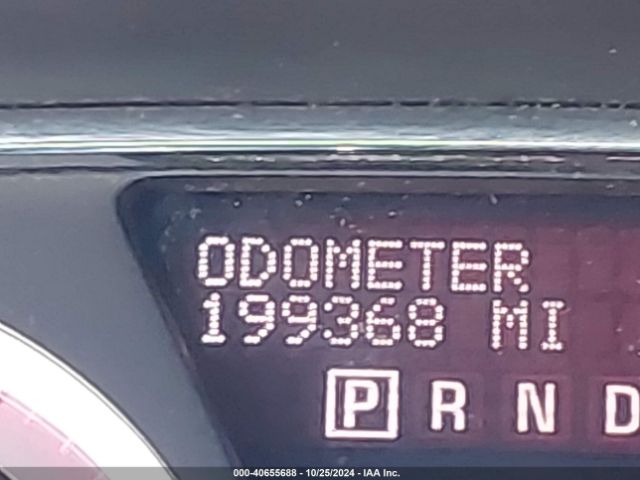 ODOMETER
199368 MI
P R N D
000-40655688 - 10/25/2024 - IAA Inc.